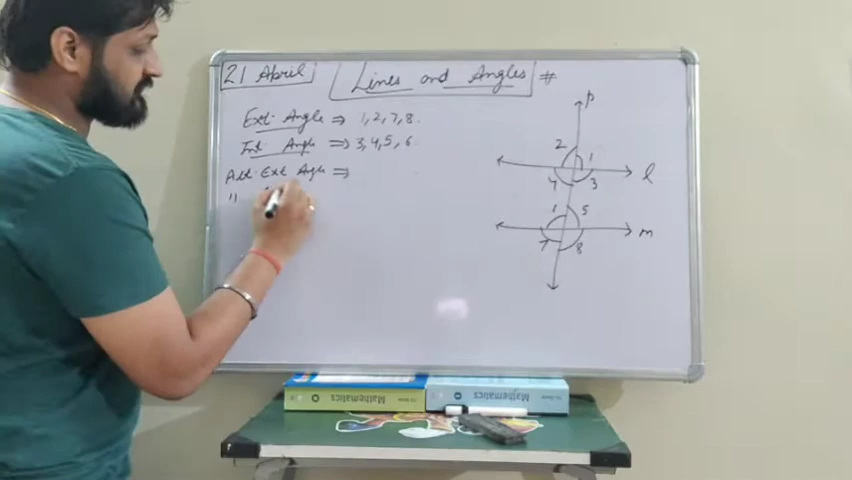 21 April
Lines and Angles #
Ext. Angle ⇒ 1, 2, 7, 8.
Int. Angle ⇒ 3, 4, 5, 6
Alt. Ext Angle ⇒
"
p
2
1
l
4
3
1
5
m
7
8
Mathematics
Mathematics